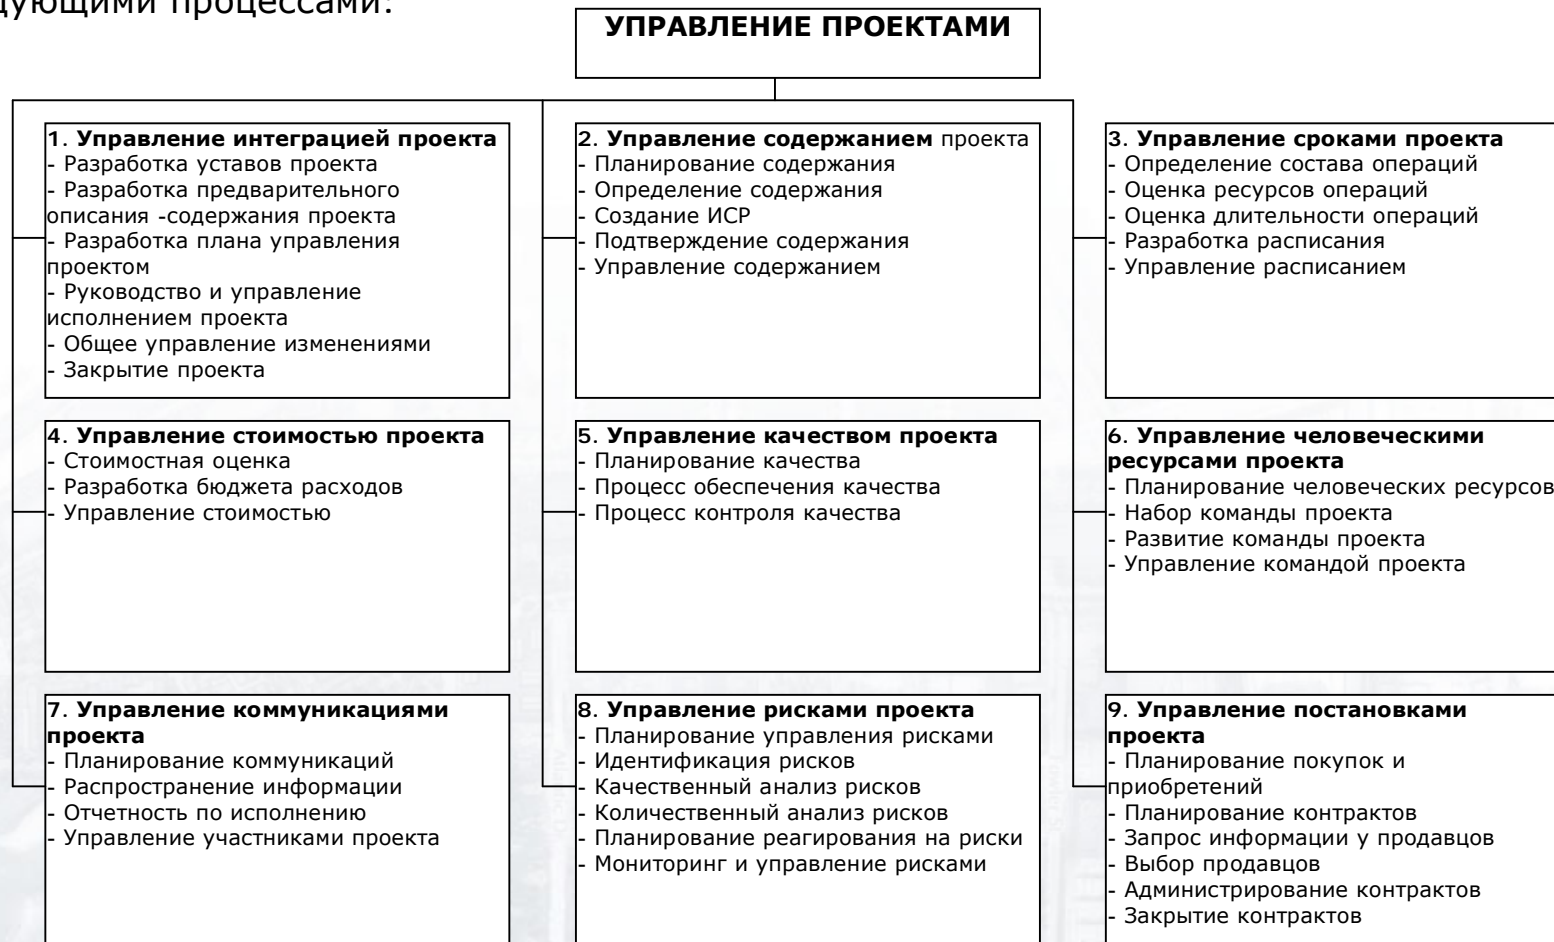 дующими процессами:
УПРАВЛЕНИЕ ПРОЕКТАМИ
1. Управление интеграцией проекта
- Разработка уставов проекта
- Разработка предварительного
описания -содержания проекта
- Разработка плана управления
проектом
- Руководство и управление
исполнением проекта
- Общее управление изменениями
- Закрытие проекта
2. Управление содержанием проекта
- Планирование содержания
- Определение содержания
- Создание ИСР
- Подтверждение содержания
- Управление содержанием
3. Управление сроками проекта
- Определение состава операций
- Оценка ресурсов операций
- Оценка длительности операций
- Разработка расписания
- Управление расписанием
4. Управление стоимостью проекта
- Стоимостная оценка
- Разработка бюджета расходов
- Управление стоимостью
5. Управление качеством проекта
- Планирование качества
- Процесс обеспечения качества
- Процесс контроля качества
6. Управление человеческими
ресурсами проекта
- Планирование человеческих ресурсов
- Набор команды проекта
- Развитие команды проекта
- Управление командой проекта
7. Управление коммуникациями
проекта
- Планирование коммуникаций
- Распространение информации
- Отчетность по исполнению
- Управление участниками проекта
8. Управление рисками проекта
- Планирование управления рисками
- Идентификация рисков
- Качественный анализ рисков
- Количественный анализ рисков
- Планирование реагирования на риски
- Мониторинг и управление рисками
9. Управление постановками
проекта
- Планирование покупок и
приобретений
- Планирование контрактов
- Запрос информации у продавцов
- Выбор продавцов
- Администрирование контрактов
- Закрытие контрактов